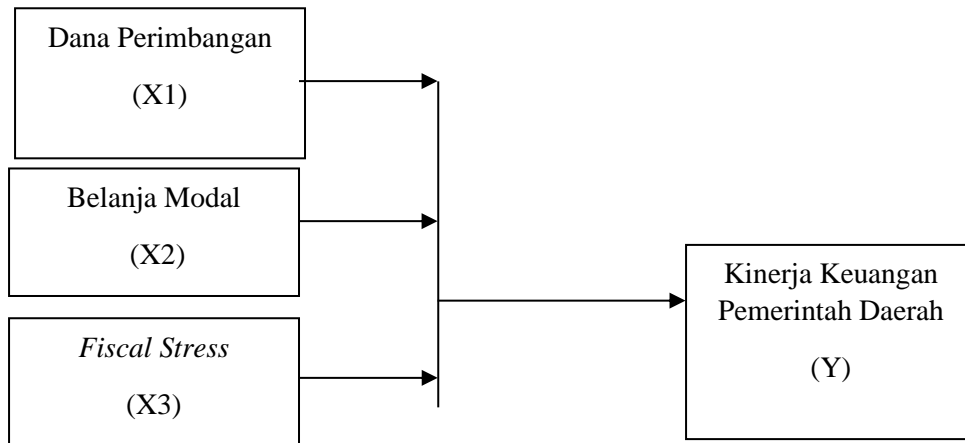 Dana Perimbangan
(X1)
Belanja Modal
(X2)
Fiscal Stress
(X3)
Kinerja Keuangan
Pemerintah Daerah
(Y)